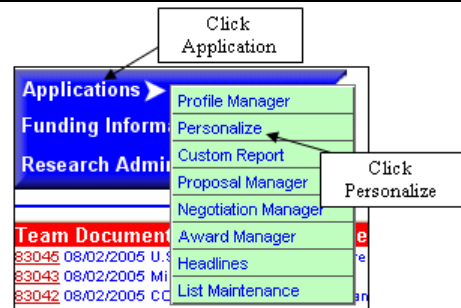 Click
Application
Applications
Profile Manager
Funding Inform
Personalize
Custom Report
Research Admi
Click
Personalize
Proposal Manager
Negotiation Manager
Team Document
Award Manager
83045 08/02/2005 U.S
Headlines
83043 08/02/2005 Mi
83042 08/02/2005 CC
List Maintenance